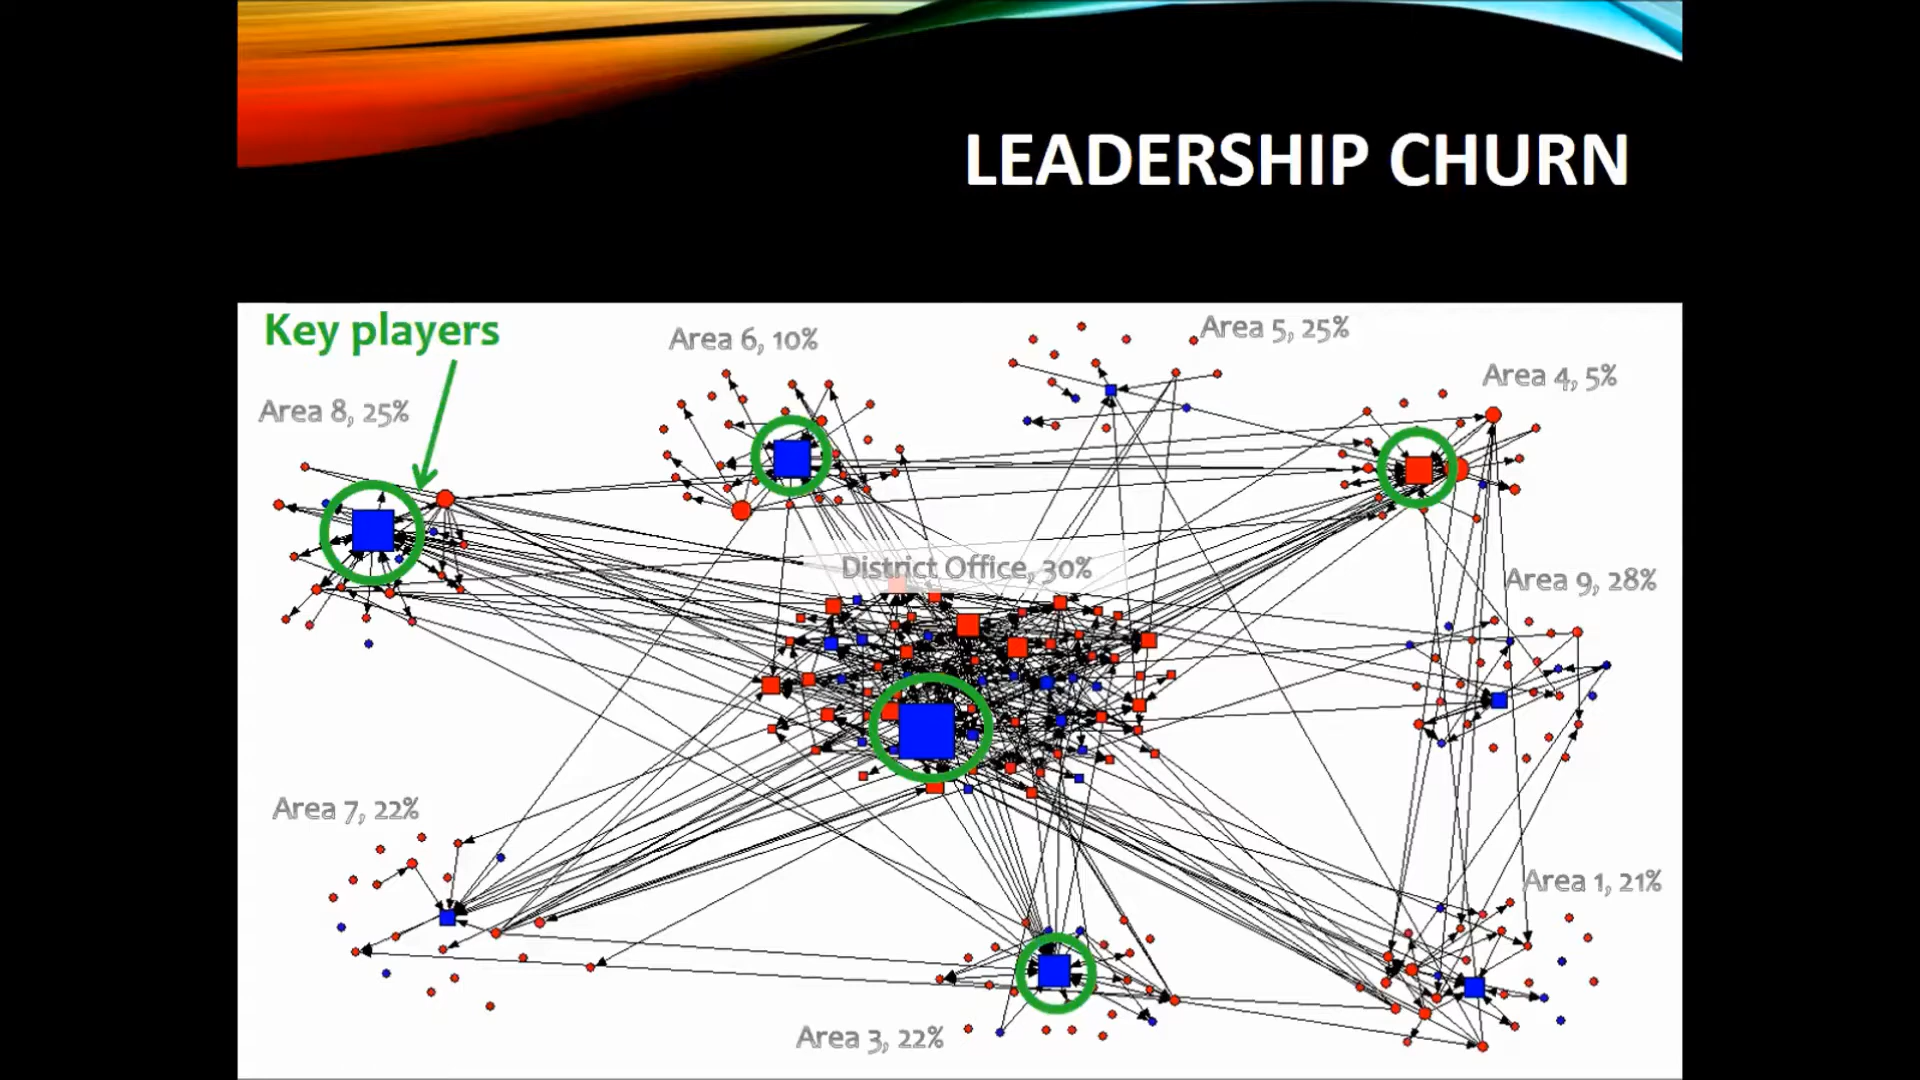 LEADERSHIP CHURN
Key players
Area 6, 10%
Area 5, 25%
Area 4, 5%
Area 8, 25%
District Office, 30%
Area 9, 28%
Area 7, 22%
Area 1, 21%
Area 3, 22%